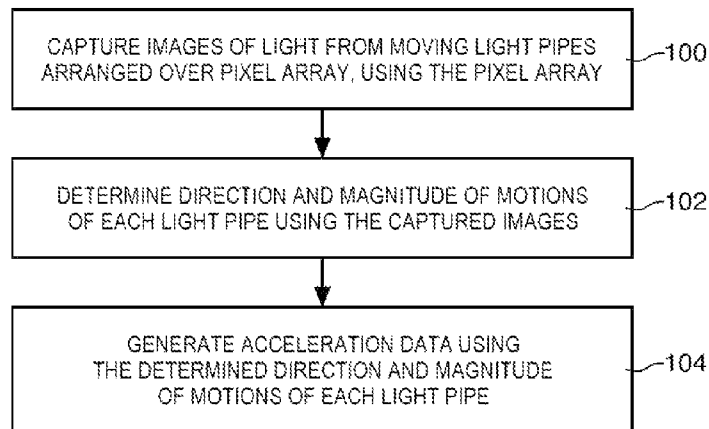 CAPTURE IMAGES OF LIGHT FROM MOVING LIGHT PIPES
ARRANGED OVER PIXEL ARRAY, USING THE PIXEL ARRAY
100
DETERMINE DIRECTION AND MAGNITUDE OF MOTIONS
OF EACH LIGHT PIPE USING THE CAPTURED IMAGES
102
GENERATE ACCELERATION DATA USING
THE DETERMINED DIRECTION AND MAGNITUDE
OF MOTIONS OF EACH LIGHT PIPE
104